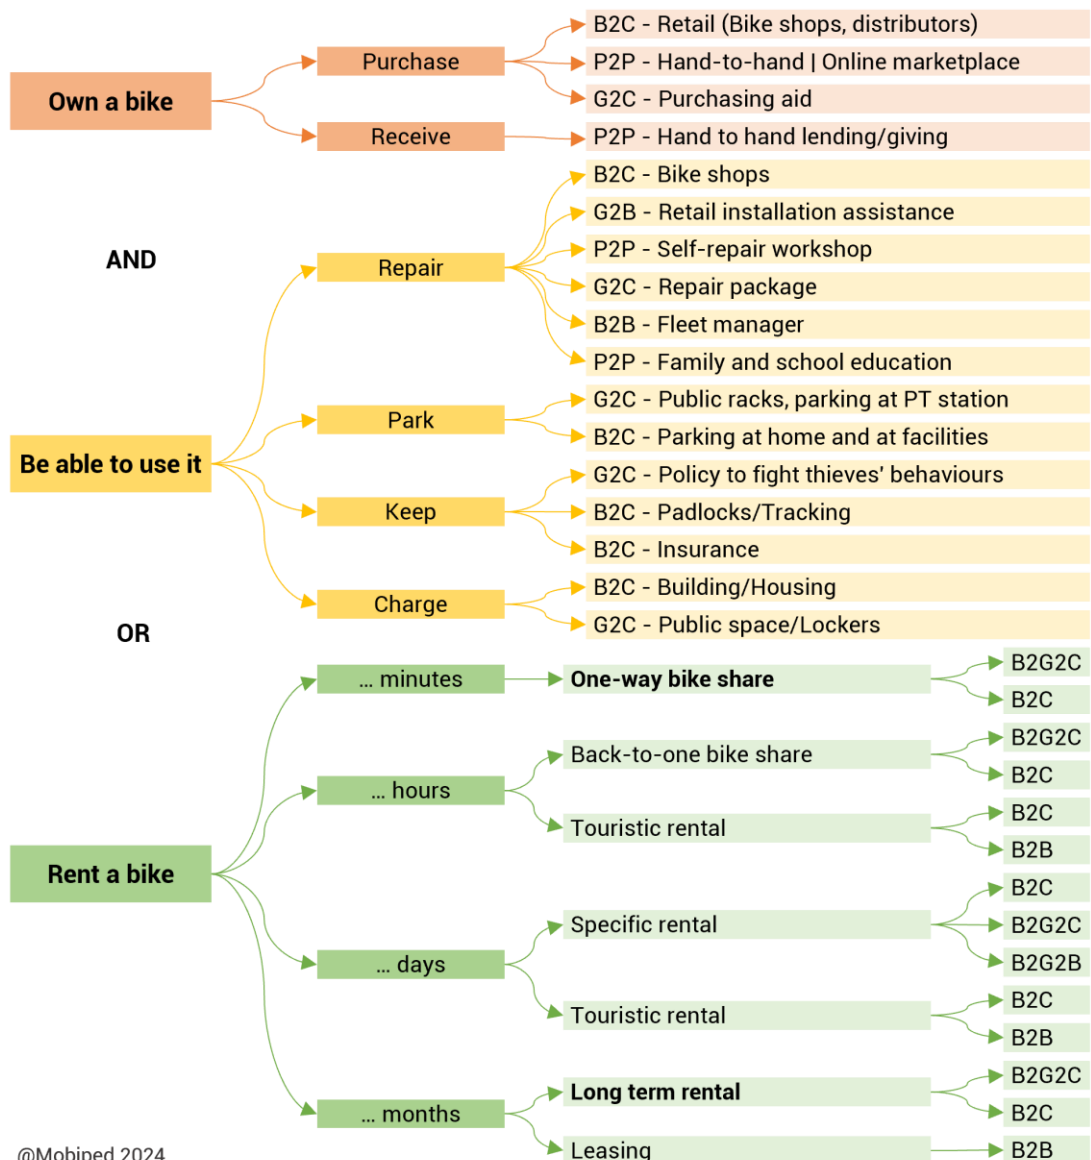 Own a bike
Purchase
B2C - Retail (Bike shops, distributors)
P2P - Hand-to-hand | Online marketplace
G2C - Purchasing aid
Receive
P2P - Hand to hand lending/giving
AND
Be able to use it
Repair
B2C - Bike shops
G2B - Retail installation assistance
P2P - Self-repair workshop
G2C - Repair package
B2B - Fleet manager
P2P - Family and school education
Park
G2C - Public racks, parking at PT station
B2C - Parking at home and at facilities
Keep
G2C - Policy to fight thieves' behaviours
B2C - Padlocks/Tracking
B2C - Insurance
Charge
B2C - Building/Housing
G2C - Public space/Lockers
OR
Rent a bike
... minutes
One-way bike share
B2G2C
B2C
... hours
Back-to-one bike share
B2G2C
B2C
Touristic rental
B2C
B2B
... days
Specific rental
B2C
B2G2C
B2G2B
Touristic rental
B2C
B2B
... months
Long term rental
B2G2C
B2C
Leasing
B2B
@Mobiped 2024